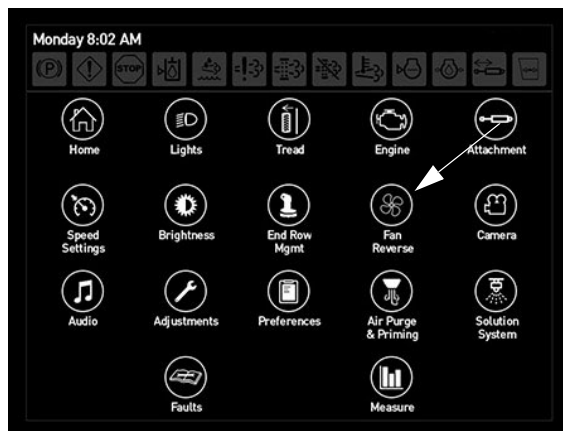 Monday 8:02 AM
(P) STOP
Home Lights Tread Engine Attachment
Speed Brightness End Row Fan Camera
Settings Mgmt Reverse
Audio Adjustments Preferences Air Purge Solution
& Priming System
Faults Measure